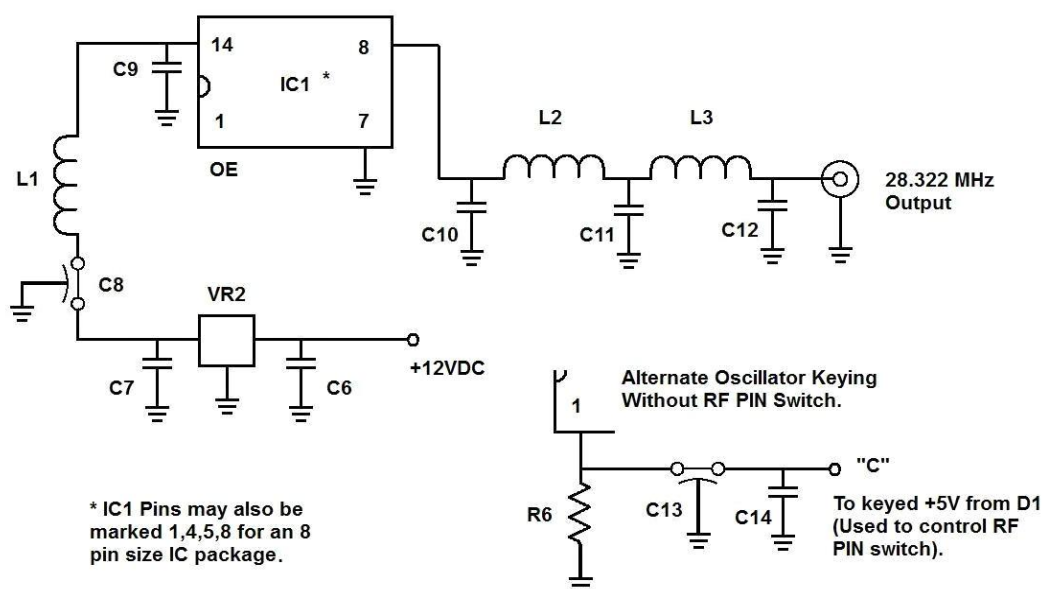 14
8
C9
IC1 *
1
7
OE
L1
L2
L3
28.322 MHz
Output
C10
C11
C12
C8
VR2
+12VDC
C7
C6
Alternate Oscillator Keying
Without RF PIN Switch.
1
"C"
R6
C13
C14
To keyed +5V from D1
(Used to control RF
PIN switch).
* IC1 Pins may also be
marked 1,4,5,8 for an 8
pin size IC package.